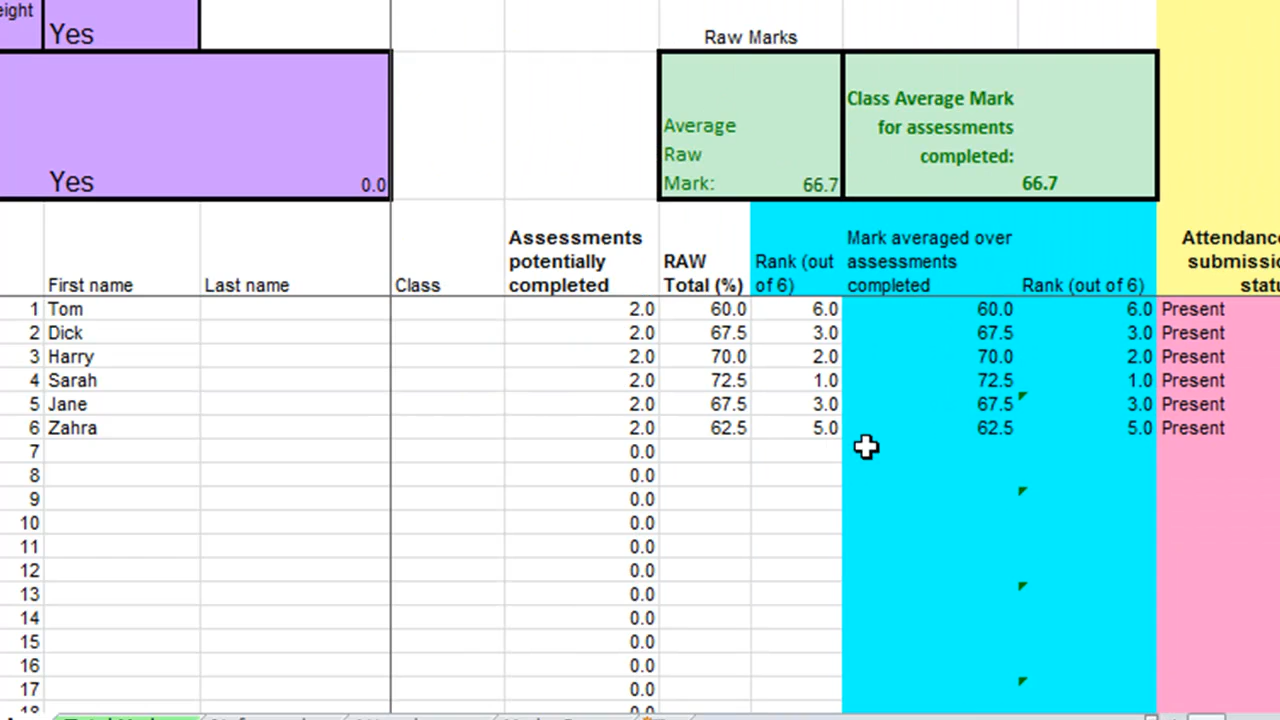 eight
Yes
Raw Marks
Yes 0.0
Average
Raw
Mark: 66.7
Class Average Mark
for assessments
completed:
66.7
First name
Last name
Class
Assessments
potentially
completed
RAW
Total (%)
Rank (out
of 6)
Mark averaged over
assessments
completed
Rank (out of 6)
Attendanc
submissio
statu
1 Tom 2.0 60.0 6.0 60.0 6.0 Present
2 Dick 2.0 67.5 3.0 67.5 3.0 Present
3 Harry 2.0 70.0 2.0 70.0 2.0 Present
4 Sarah 2.0 72.5 1.0 72.5 1.0 Present
5 Jane 2.0 67.5 3.0 67.5 3.0 Present
6 Zahra 2.0 62.5 5.0 62.5 5.0 Present
7 0.0
8 0.0
9 0.0
10 0.0
11 0.0
12 0.0
13 0.0
14 0.0
15 0.0
16 0.0
17 0.0
18 0.0